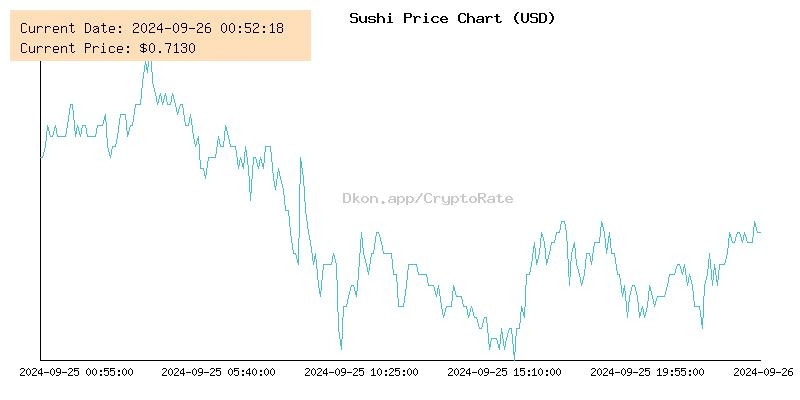 Sushi Price Chart (USD)
Current Date: 2024-09-26 00:52:18
Current Price: $0.7130
Dkon.app/CryptoRate
2024-09-25 00:55:00 2024-09-25 05:40:00 2024-09-25 10:25:00 2024-09-25 15:10:00 2024-09-25 19:55:00 2024-09-26